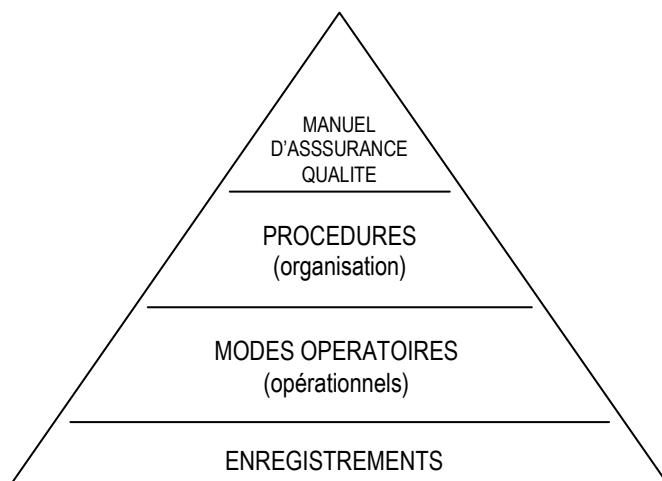 MANUEL
D'ASSSURANCE
QUALITE
PROCEDURES
(organisation)
MODES OPERATOIRES
(opérationnels)
ENREGISTREMENTS